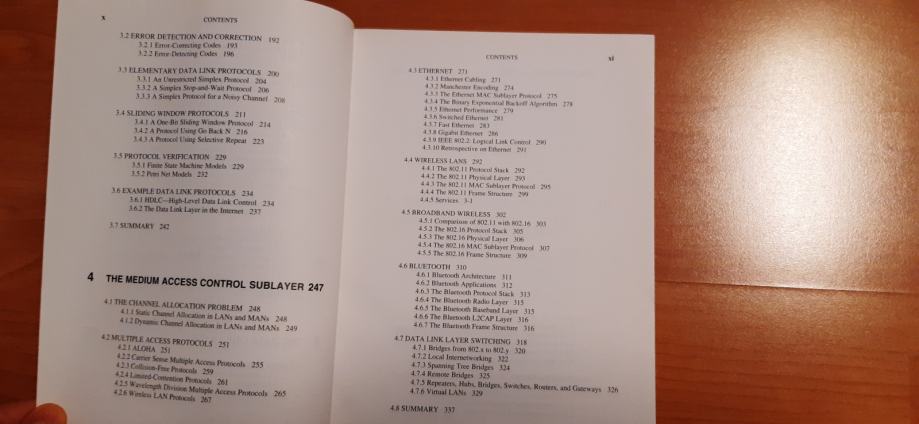 x
CONTENTS
3.2 ERROR DETECTION AND CORRECTION 192
3.2.1 Error-Correcting Codes 193
3.2.2 Error-Detecting Codes 196
3.3 ELEMENTARY DATA LINK PROTOCOLS 200
3.3.1 An Unrestricted Simplex Protocol 204
3.3.2 A Simplex Stop-and-Wait Protocol 206
3.3.3 A Simplex Protocol for a Noisy Channel 208
3.4 SLIDING WINDOW PROTOCOLS 211
3.4.1 A One-Bit Sliding Window Protocol 214
3.4.2 A Protocol Using Go Back N 216
3.4.3 A Protocol Using Selective Repeat 223
3.5 PROTOCOL VERIFICATION 229
3.5.1 Finite State Machine Models 229
3.5.2 Petri Net Models 232
3.6 EXAMPLE DATA LINK PROTOCOLS 234
3.6.1 HDLC—High-Level Data Link Control 234
3.6.2 The Data Link Layer in the Internet 237
3.7 SUMMARY 242
4 THE MEDIUM ACCESS CONTROL SUBLAYER 247
4.1 THE CHANNEL ALLOCATION PROBLEM 248
4.1.1 Static Channel Allocation in LANs and MANs 248
4.1.2 Dynamic Channel Allocation in LANs and MANs 249
4.2 MULTIPLE ACCESS PROTOCOLS 251
4.2.1 ALOHA 251
4.2.2 Carrier Sense Multiple Access Protocols 255
4.2.3 Collision-Free Protocols 259
4.2.4 Limited-Contention Protocols 261
4.2.5 Wavelength Division Multiple Access Protocols 265
4.2.6 Wireless LAN Protocols 267
CONTENTS
xi
4.3 ETHERNET 271
4.3.1 Ethernet Cabling 271
4.3.2 Manchester Encoding 274
4.3.3 The Ethernet MAC Sublayer Protocol 275
4.3.4 The Binary Exponential Backoff Algorithm 278
4.3.5 Ethernet Performance 279
4.3.6 Switched Ethernet 281
4.3.7 Fast Ethernet 283
4.3.8 Gigabit Ethernet 286
4.3.9 IEEE 802.2: Logical Link Control 290
4.3.10 Retrospective on Ethernet 291
4.4 WIRELESS LANS 292
4.4.1 The 802.11 Protocol Stack 292
4.4.2 The 802.11 Physical Layer 293
4.4.3 The 802.11 MAC Sublayer Protocol 295
4.4.4 The 802.11 Frame Structure 299
4.4.5 Services 3-1
4.5 BROADBAND WIRELESS 302
4.5.1 Comparison of 802.11 with 802.16 303
4.5.2 The 802.16 Protocol Stack 305
4.5.3 The 802.16 Physical Layer 306
4.5.4 The 802.16 MAC Sublayer Protocol 307
4.5.5 The 802.16 Frame Structure 309
4.6 BLUETOOTH 310
4.6.1 Bluetooth Architecture 311
4.6.2 Bluetooth Applications 312
4.6.3 The Bluetooth Protocol Stack 313
4.6.4 The Bluetooth Radio Layer 315
4.6.5 The Bluetooth Baseband Layer 315
4.6.6 The Bluetooth L2CAP Layer 316
4.6.7 The Bluetooth Frame Structure 316
4.7 DATA LINK LAYER SWITCHING 318
4.7.1 Bridges from 802.x to 802.y 320
4.7.2 Local Internetworking 322
4.7.3 Spanning Tree Bridges 324
4.7.4 Remote Bridges 325
4.7.5 Repeaters, Hubs, Bridges, Switches, Routers, and Gateways 326
4.7.6 Virtual LANs 329
4.8 SUMMARY 337